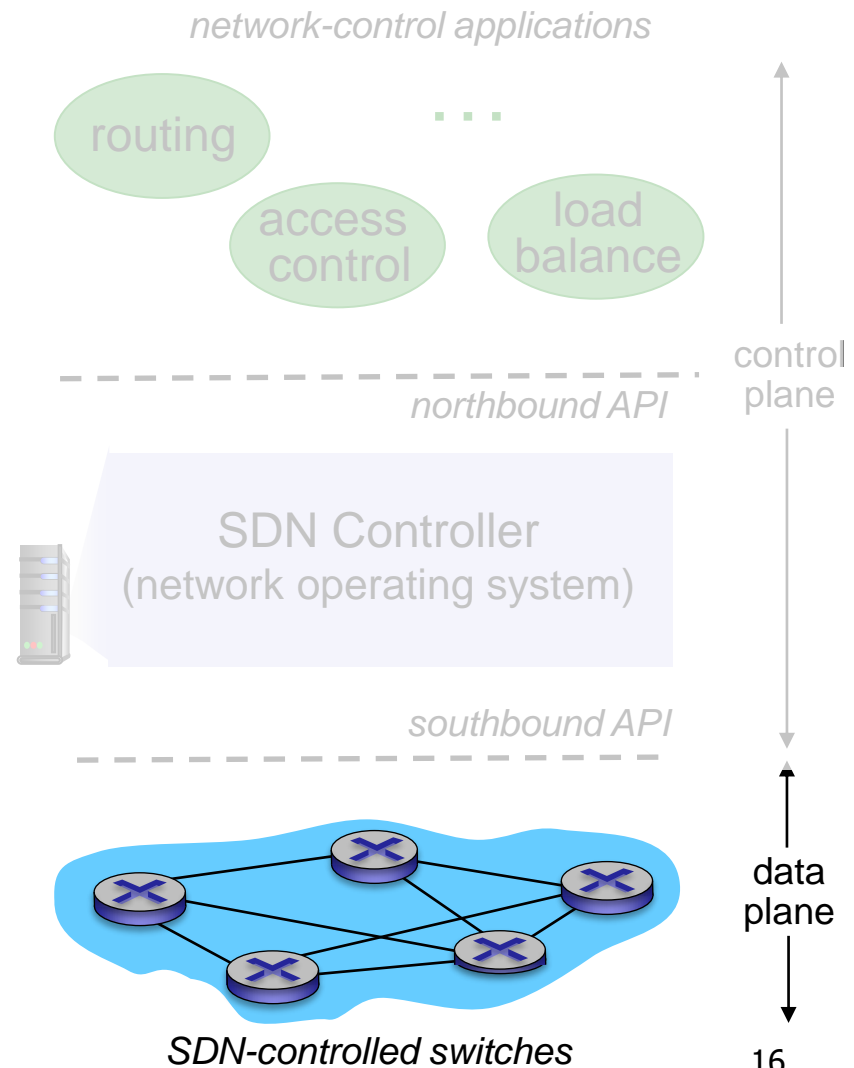 network-control applications
routing
...
access
control
load
balance
control
plane
northbound API
SDN Controller
(network operating system)
southbound API
data
plane
SDN-controlled switches
16